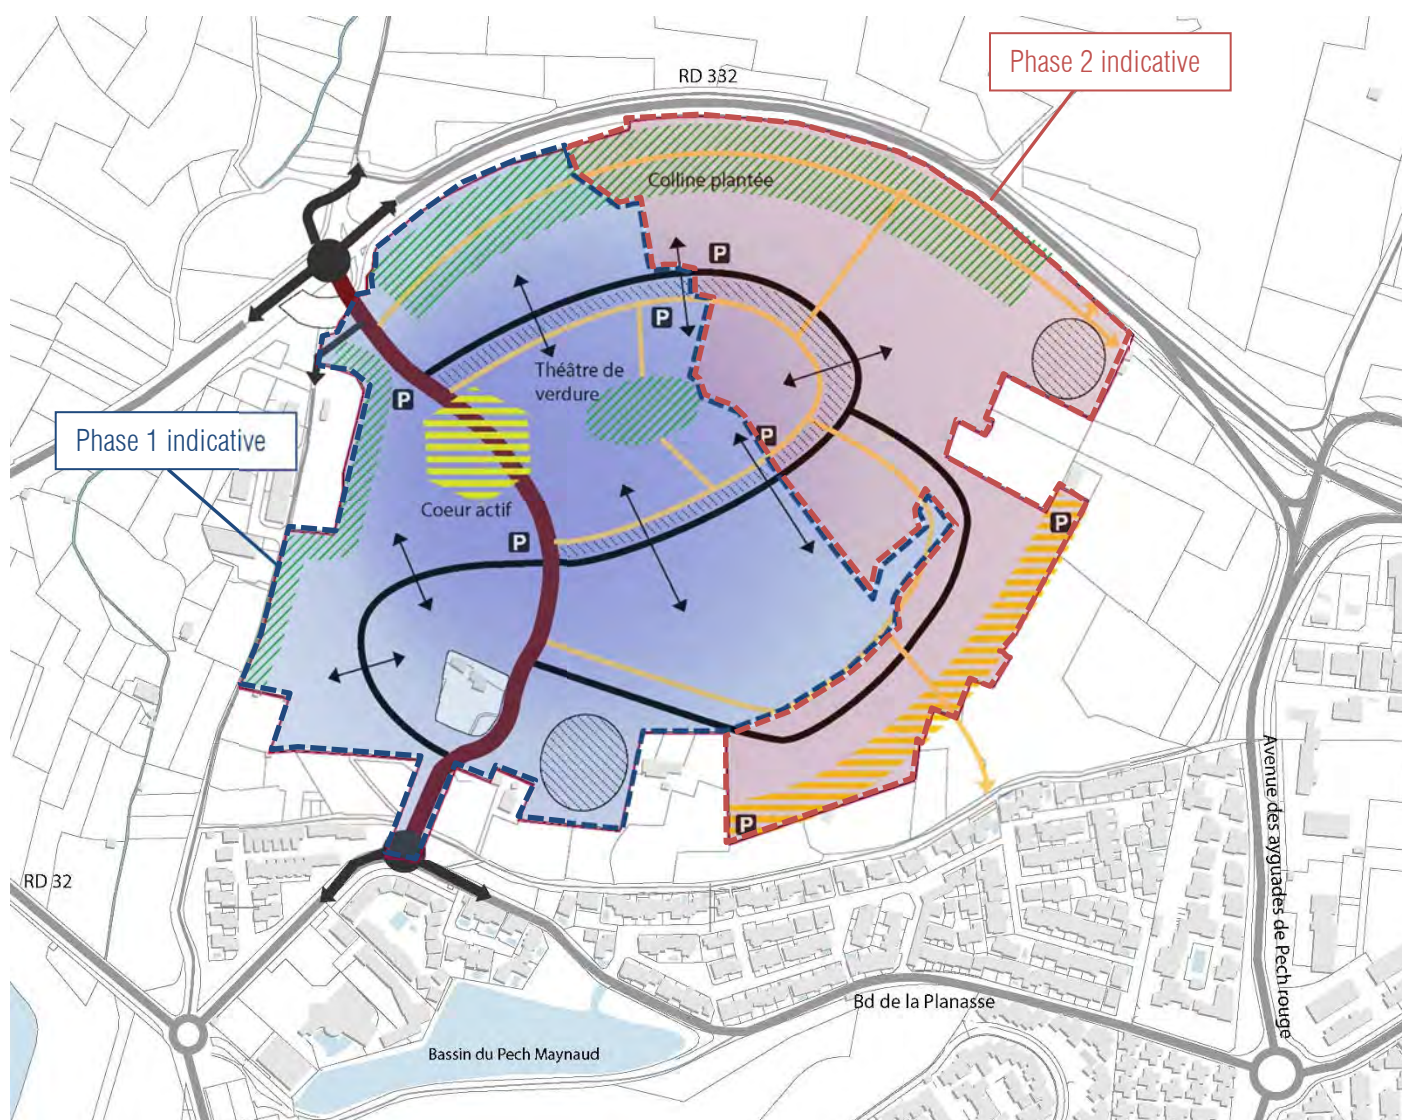 Phase 2 indicative
RD 332
Colline plantée
P
P
Théâtre de
verdure
P
Phase 1 indicative
P
Coeur actif
P
P
P
RD 32
Avenue des ayguades de Pech rouge
Bd de la Planasse
Bassin du Pech Maynaud